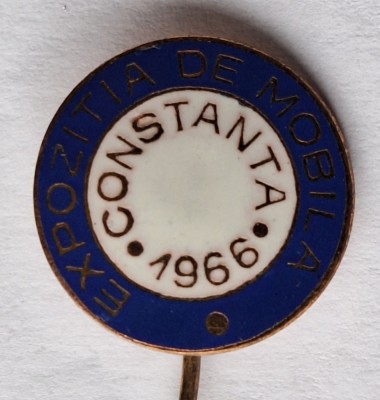 EXPOZITIA DE MOBILA
CONSTANTA
• 1966 •